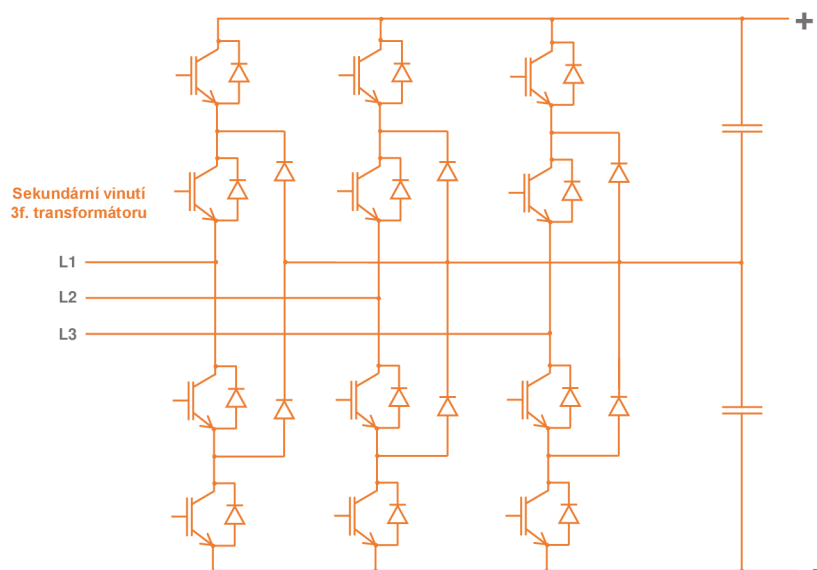 +
Sekundární vinutí
3f. transformátoru
L1
L2
L3
-